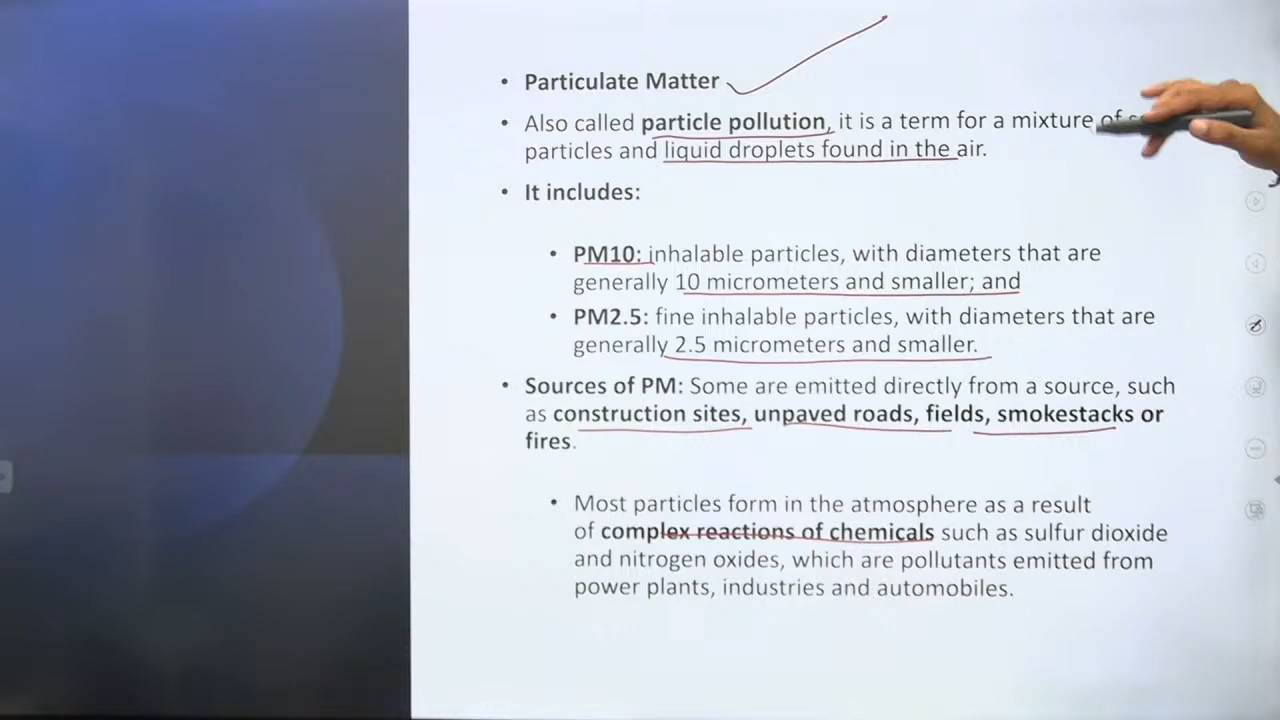 • Particulate Matter
• Also called particle pollution, it is a term for a mixture of
particles and liquid droplets found in the air.
• It includes:
• PM10: inhalable particles, with diameters that are
generally 10 micrometers and smaller; and
• PM2.5: fine inhalable particles, with diameters that are
generally 2.5 micrometers and smaller.
• Sources of PM: Some are emitted directly from a source, such
as construction sites, unpaved roads, fields, smokestacks or
fires.
• Most particles form in the atmosphere as a result
of complex reactions of chemicals such as sulfur dioxide
and nitrogen oxides, which are pollutants emitted from
power plants, industries and automobiles.